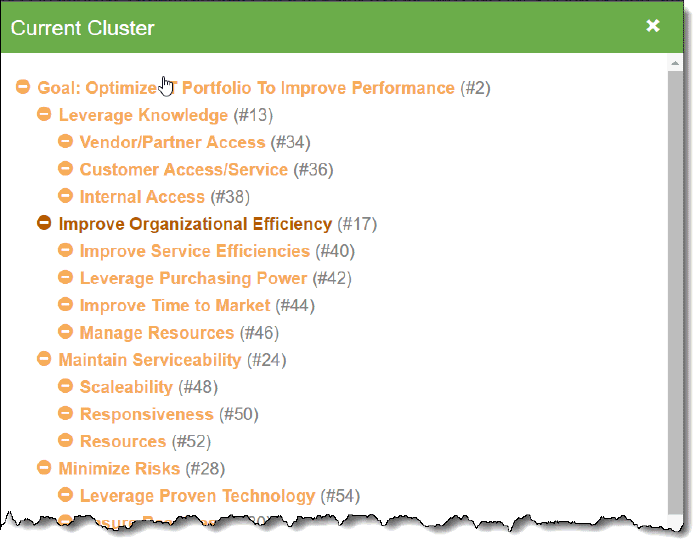 Current Cluster
Goal: Optimize T Portfolio To Improve Performance (#2)
Leverage Knowledge (#13)
Vendor/Partner Access (#34)
Customer Access/Service (#36)
Internal Access (#38)
Improve Organizational Efficiency (#17)
Improve Service Efficiencies (#40)
Leverage Purchasing Power (#42)
Improve Time to Market (#44)
Manage Resources (#46)
Maintain Serviceability (#24)
Scaleability (#48)
Responsiveness (#50)
Resources (#52)
Minimize Risks (#28)
Leverage Proven Technology (#54)